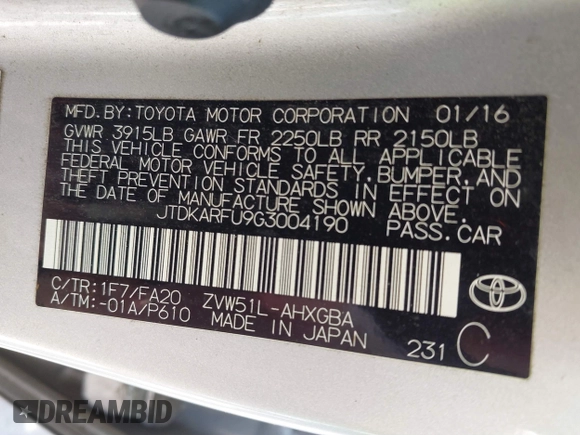 MFD.BY:TOYOTA MOTOR CORPORATION 01/16
GVWR 3915LB GAWR FR 2250LB RR 2150LB
THIS VEHICLE CONFORMS TO ALL APPLICABLE
FEDERAL MOTOR VEHICLE SAFETY,BUMPER,AND
THEFT PREVENTION STANDARDS IN EFFECT ON
THE DATE OF MANUFACTURE SHOWN ABOVE.
JTDKARFU9G3004190 PASS.CAR
C/TR:1F7/FA20 ZVW51L-AHXGBA
A/TM:-01A/P610 MADE IN JAPAN
231 C
DREAMBID